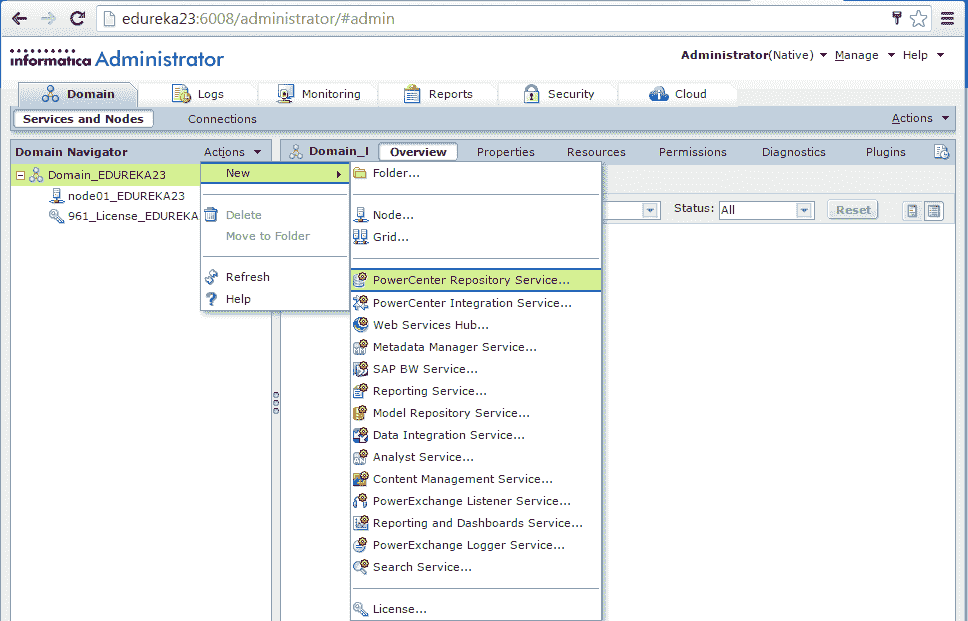 edureka23:6008/administrator/#admin
informatica Administrator
Administrator(Native) Manage Help
Domain Logs Monitoring Reports Security Cloud
Services and Nodes Connections Actions
Domain Navigator Actions Domain_I Overview Properties Resources Permissions Diagnostics Plugins
Domain_EDUREKA23 New Folder...
node01_EDUREKA23
961_License_EDUREKA Delete Node... Status: All Reset
Move to Folder Grid...
Refresh PowerCenter Repository Service...
Help PowerCenter Integration Service...
Web Services Hub...
Metadata Manager Service...
SAP BW Service...
Reporting Service...
Model Repository Service...
Data Integration Service...
Analyst Service...
Content Management Service...
PowerExchange Listener Service...
Reporting and Dashboards Service...
PowerExchange Logger Service...
Search Service...
License...